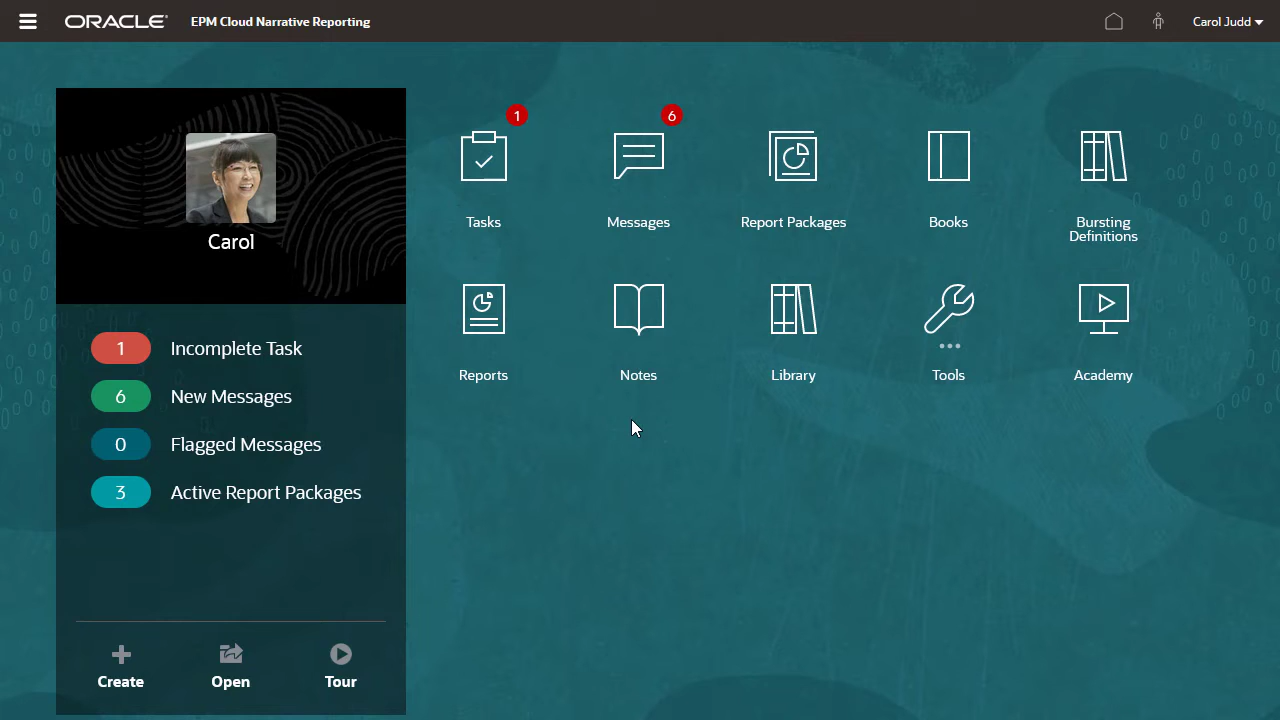 ORACLE
EPM Cloud Narrative Reporting
Carol Judd
Carol
1 Incomplete Task
6 New Messages
0 Flagged Messages
3 Active Report Packages
Create
Open
Tour
1
6
Tasks
Messages
Report Packages
Books
Bursting
Definitions
Reports
Notes
Library
Tools
Academy